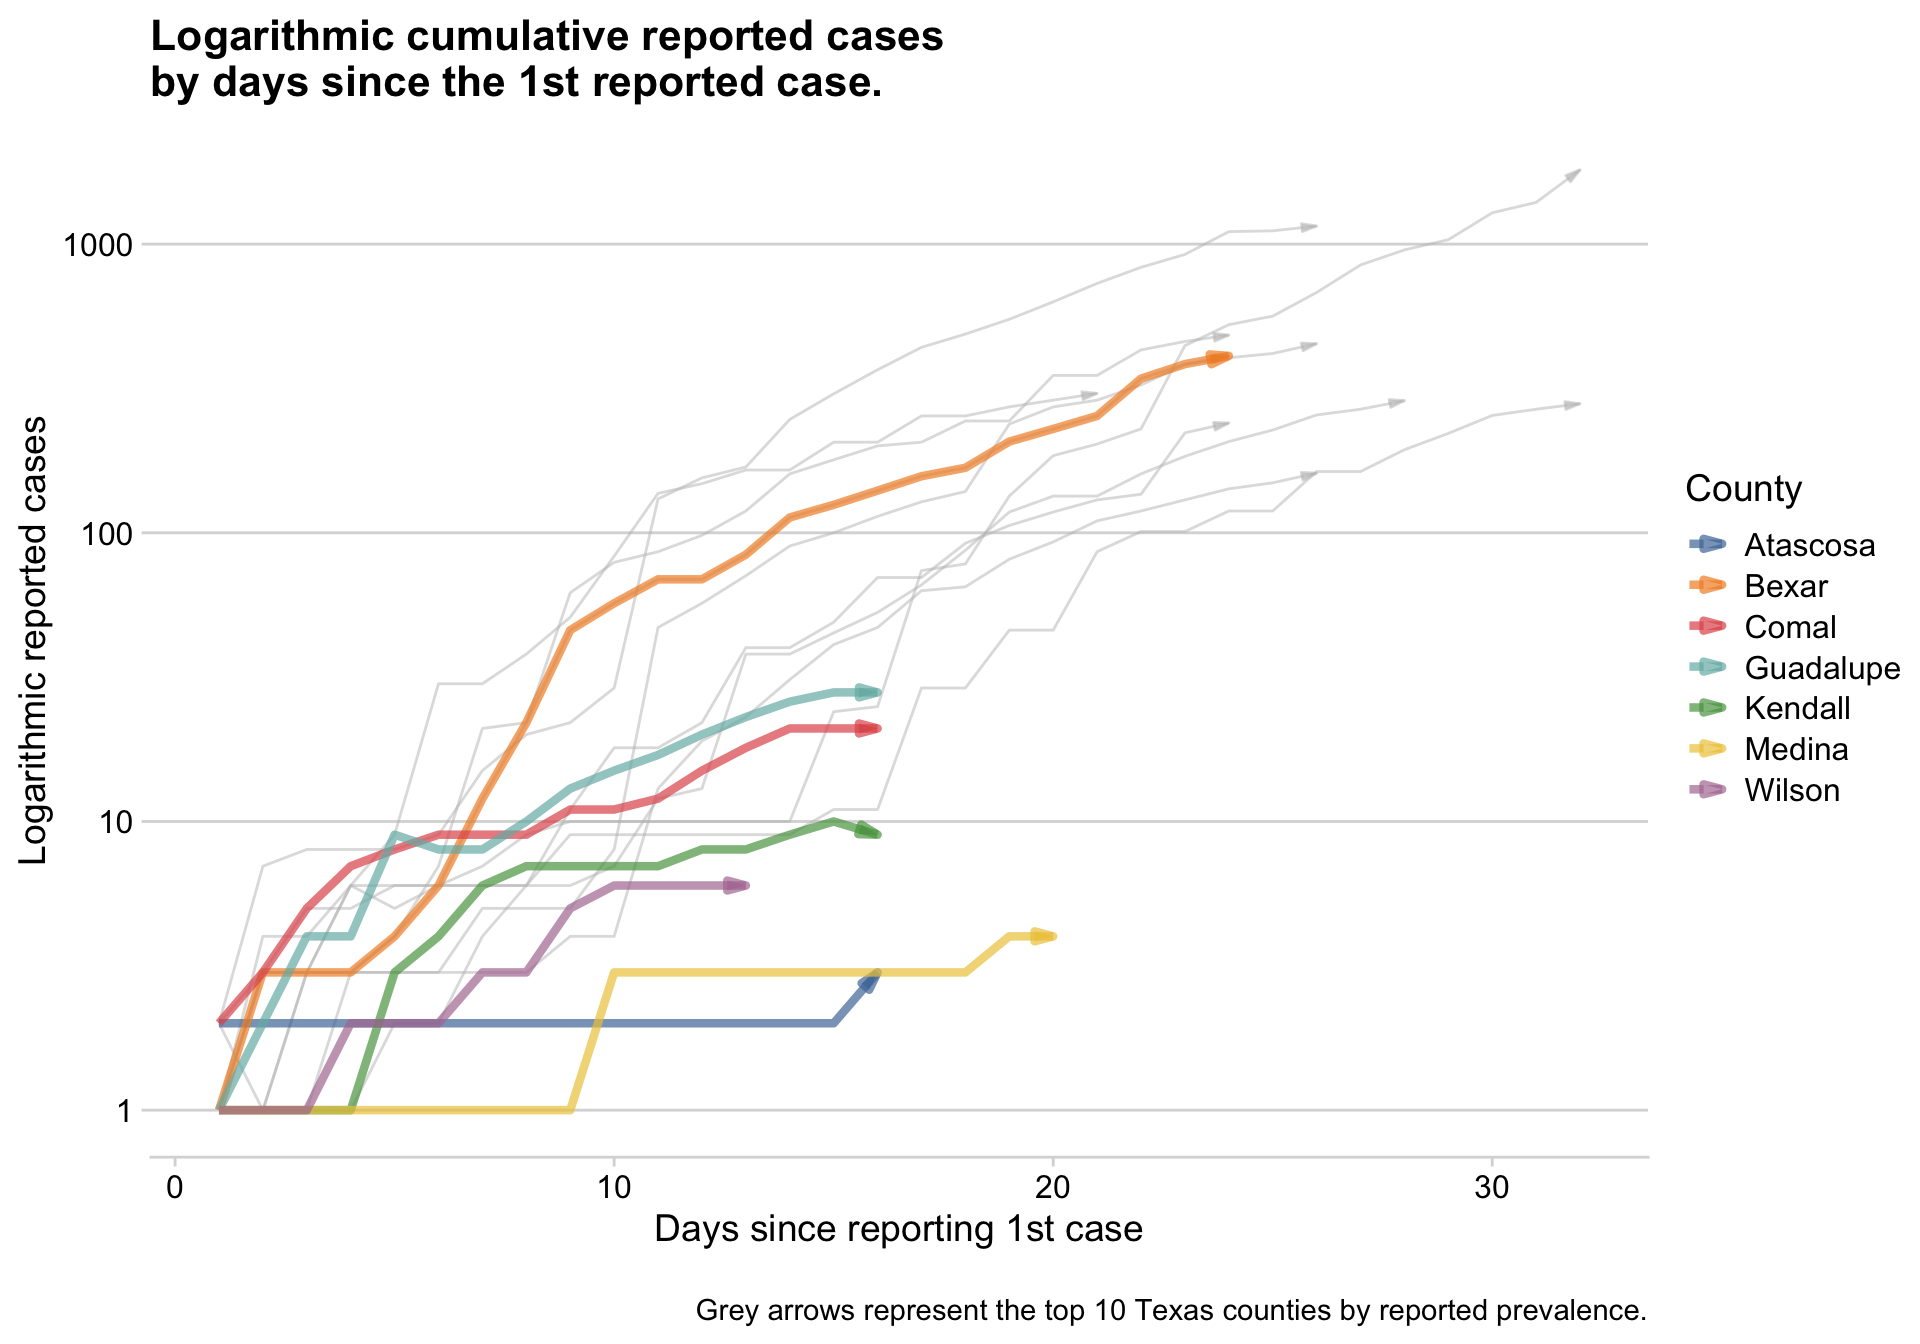 Logarithmic cumulative reported cases
by days since the 1st reported case.
Logarithmic reported cases
1000
100
10
1
0
10
20
30
Days since reporting 1st case
County
Atascosa
Bexar
Comal
Guadalupe
Kendall
Medina
Wilson
Grey arrows represent the top 10 Texas counties by reported prevalence.